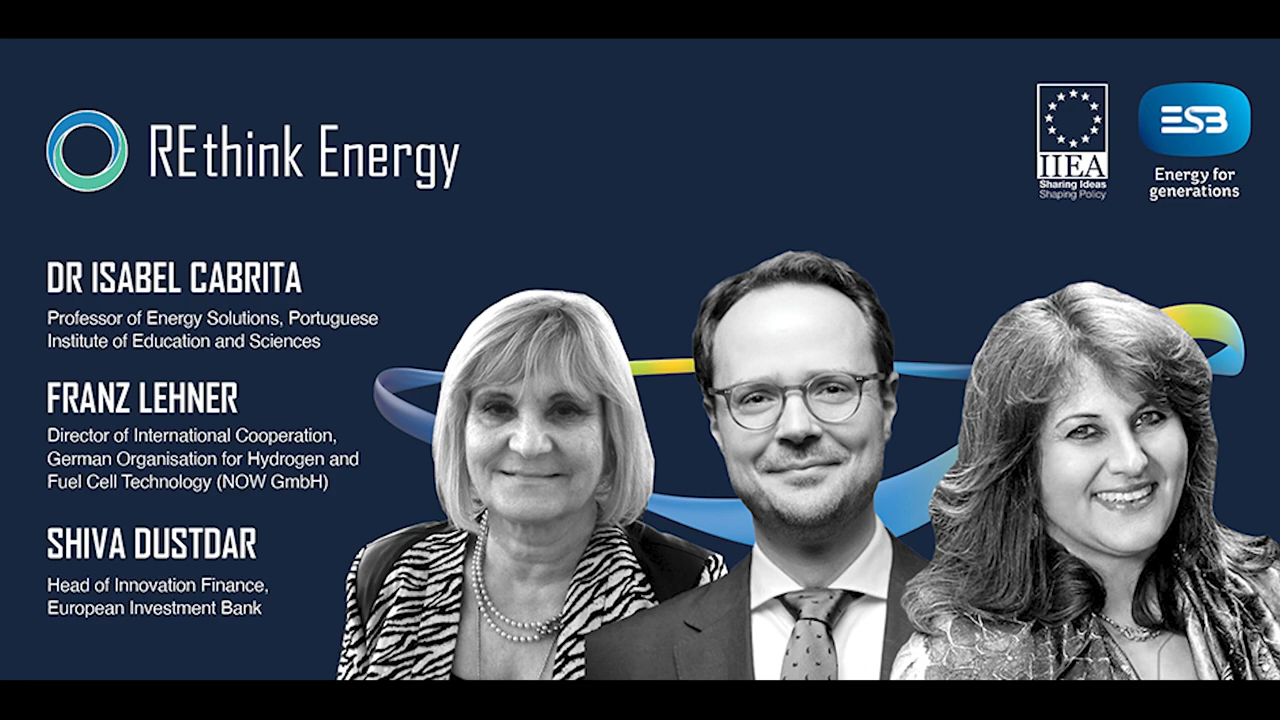 REthink Energy
IIEA
Sharing Ideas
Shaping Policy
ESB
Energy for
generations
DR ISABEL CABRITA
Professor of Energy Solutions, Portuguese
Institute of Education and Sciences
FRANZ LEHNER
Director of International Cooperation,
German Organisation for Hydrogen and
Fuel Cell Technology (NOW GmbH)
SHIVA DUSTDAR
Head of Innovation Finance,
European Investment Bank